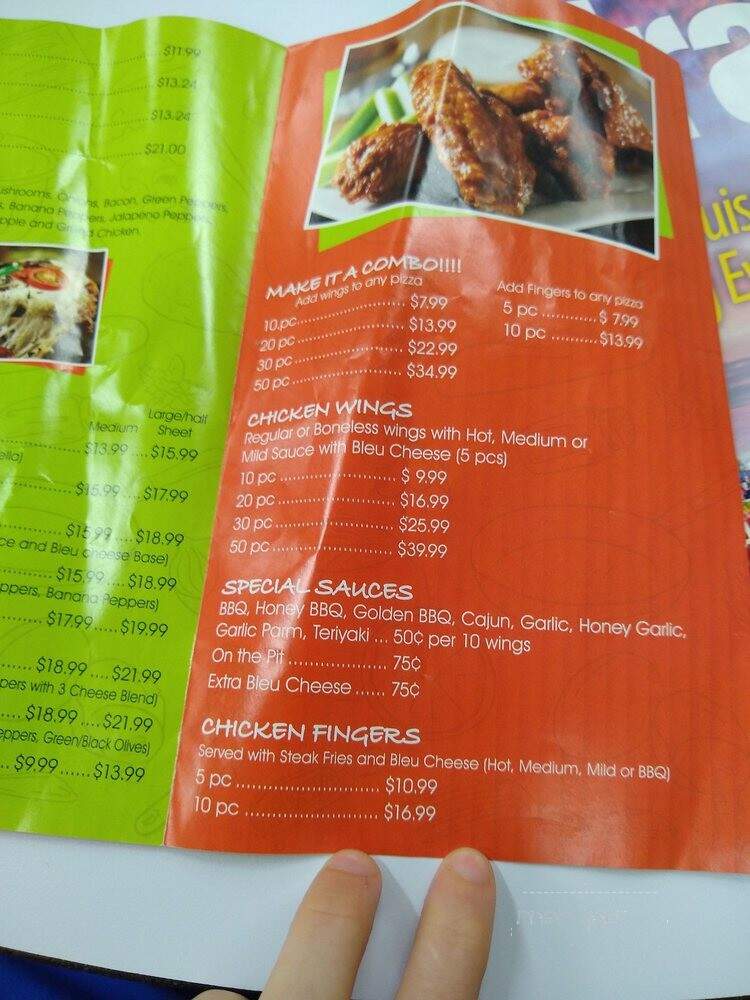 $11.99
$13.24
$13.24
$21.00
Bacon, Green Peppers,
Banana Peppers, Jalapeño Peppers,
and Ground Chicken.
Medium Large/half
Sheet
$13.99 .... $15.99
$15.99 .... $17.99
$15.99 .... $18.99
ce and Bleu cheese Base)
$15.99 .... $18.99
ppers, Banana Peppers)
$17.99 .... $19.99
$18.99 .... $21.99
pers with 3 Cheese Blend)
$18.99 .... $21.99
eppers, Green/Black Olives)
$9.99 ...... $13.99
MAKE IT A COMBO!!!!
Add wings to any pizza
10.pc ............................ $7.99
20 pc ............................ $13.99
30 pc ............................ $22.99
50 pc ............................ $34.99
Add Fingers to any pizza
5 pc ............ $ 7.99
10 pc .......... $13.99
CHICKEN WINGS
Regular or Boneless wings with Hot, Medium or
Mild Sauce with Bleu Cheese (5 pcs)
10 pc ............................ $ 9.99
20 pc ............................ $16.99
30 pc ............................ $25.99
50 pc ............................ $39.99
SPECIAL SAUCES
BBQ, Honey BBQ, Golden BBQ, Cajun, Garlic, Honey Garlic,
Garlic Parm, Teriyaki ... 50¢ per 10 wings
On the Pit .................... 75¢
Extra Bleu Cheese ...... 75¢
CHICKEN FINGERS
Served with Steak Fries and Bleu Cheese (Hot, Medium, Mild or BBQ)
5 pc ............................. $10.99
10 pc ........................... $16.99